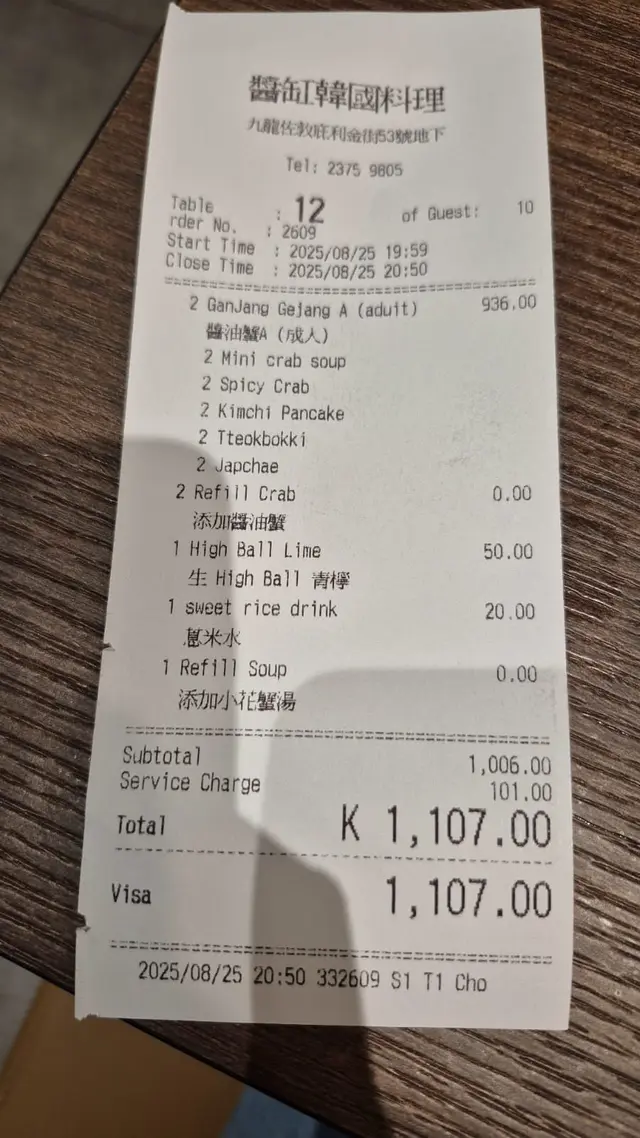 醬缸韓國料理
九龍佐敦庇利金街53號地下
Tel: 2375 9805
Table : 12 of Guest: 10
rder No. : 2609
Start Time : 2025/08/25 19:59
Close Time : 2025/08/25 20:50
2 GanJang Gejang A (aduit) 936.00
醬油蟹A (成人)
2 Mini crab soup
2 Spicy Crab
2 Kimchi Pancake
2 Tteokbokki
2 Japchae
2 Refill Crab 0.00
添加醬油蟹
1 High Ball Lime 50.00
生 High Ball 青檸
1 sweet rice drink 20.00
蒠米水
1 Refill Soup 0.00
添加小花蟹湯
Subtotal 1,006.00
Service Charge 101.00
Total K 1,107.00
Visa 1,107.00
2025/08/25 20:50 332609 S1 T1 Cho